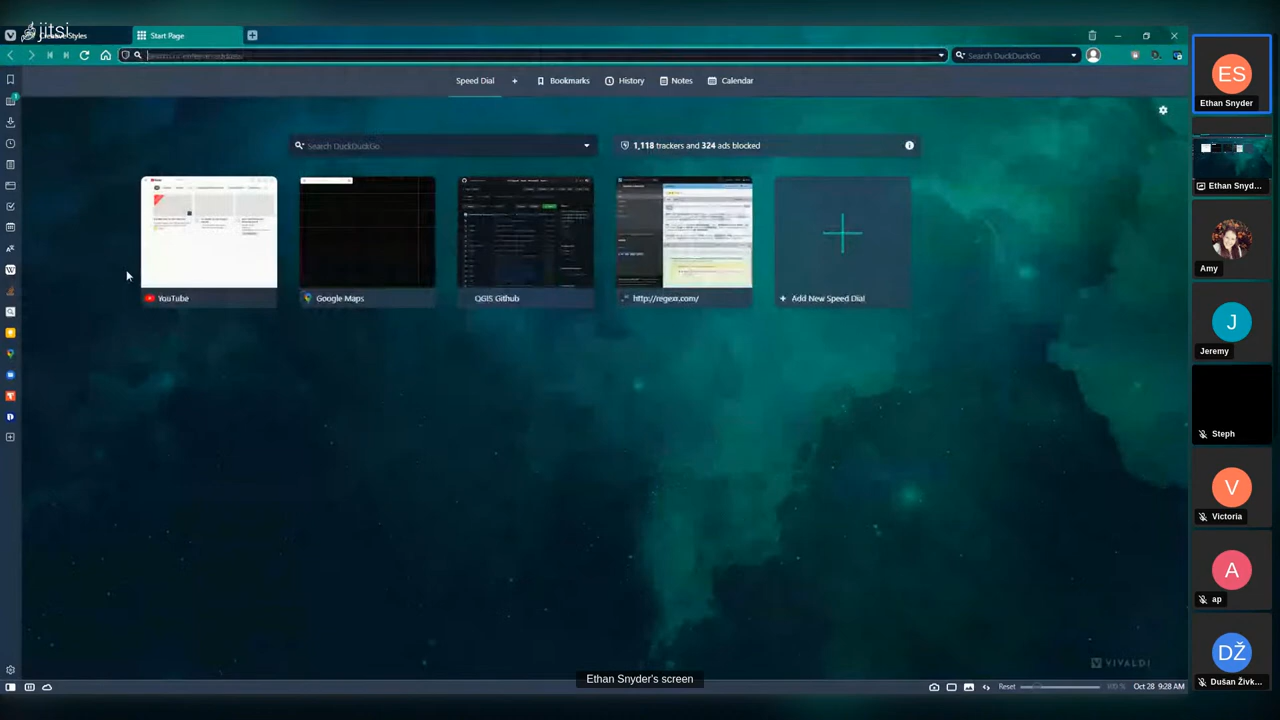 jitsi
Styles
Start Page
Search DuckDuckGo
Speed Dial
Bookmarks
History
Notes
Calendar
Search DuckDuckGo
1,118 trackers and 324 ads blocked
YouTube
Google Maps
QGIS Github
http://regexr.com/
Add New Speed Dial
VIVALDI
Ethan Snyder's screen
Reset
Oct 28 9:28 AM
ES
Ethan Snyder
Ethan Snyd...
Amy
J
Jeremy
Steph
V
Victoria
A
ap
DŽ
Dušan Živk...